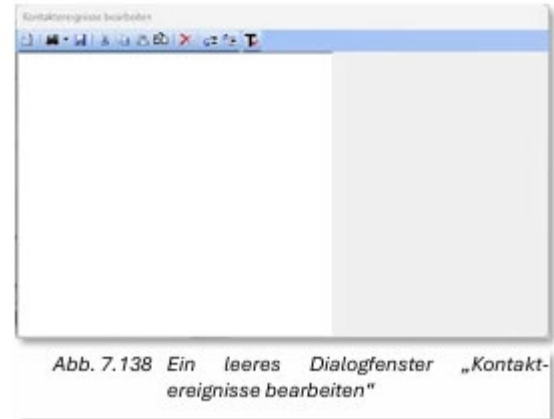 Kontaktereignisse bearbeiten
Abb. 7.138 Ein leeres Dialogfenster „Kontakt-
ereignisse bearbeiten“